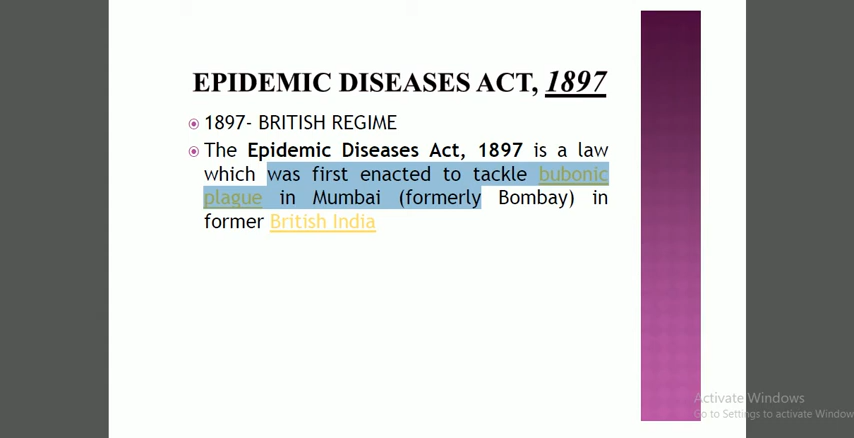 EPIDEMIC DISEASES ACT, 1897
1897- BRITISH REGIME
The Epidemic Diseases Act, 1897 is a law
which was first enacted to tackle bubonic
plague in Mumbai (formerly Bombay) in
former British India
Activate Windows
Go to Settings to activate Window